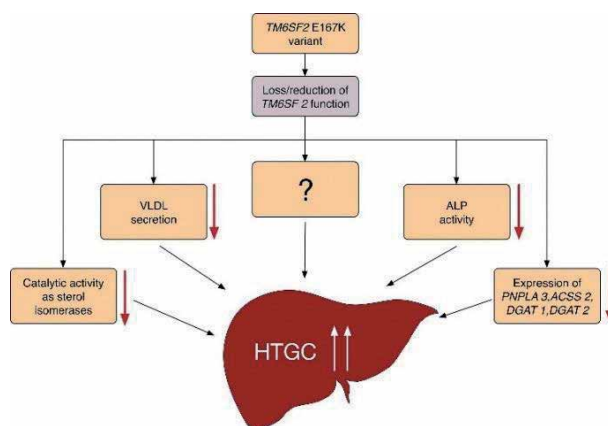 TM6SF2 E167K
variant
Loss/reduction of
TM6SF 2 function
?
VLDL
secretion
ALP
activity
Catalytic activity
as sterol
isomerases
Expression of
PNPLA 3,ACSS 2,
DGAT 1,DGAT 2
HTGC